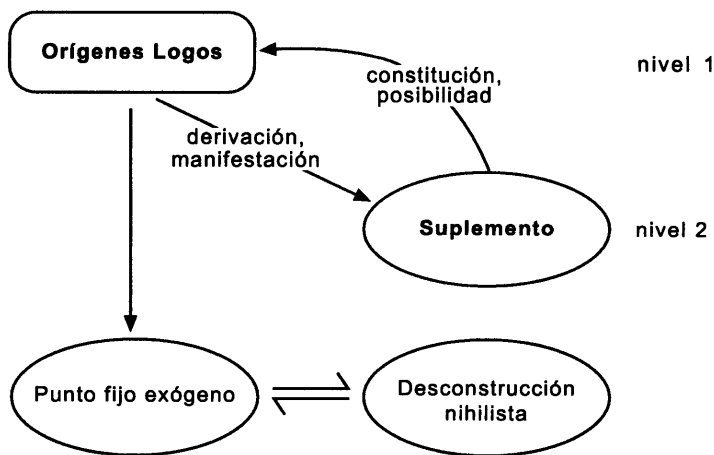 Orígenes Logos
constitución,
posibilidad
nivel 1
derivación,
manifestación
Suplemento
nivel 2
Punto fijo exógeno
Desconstrucción
nihilista